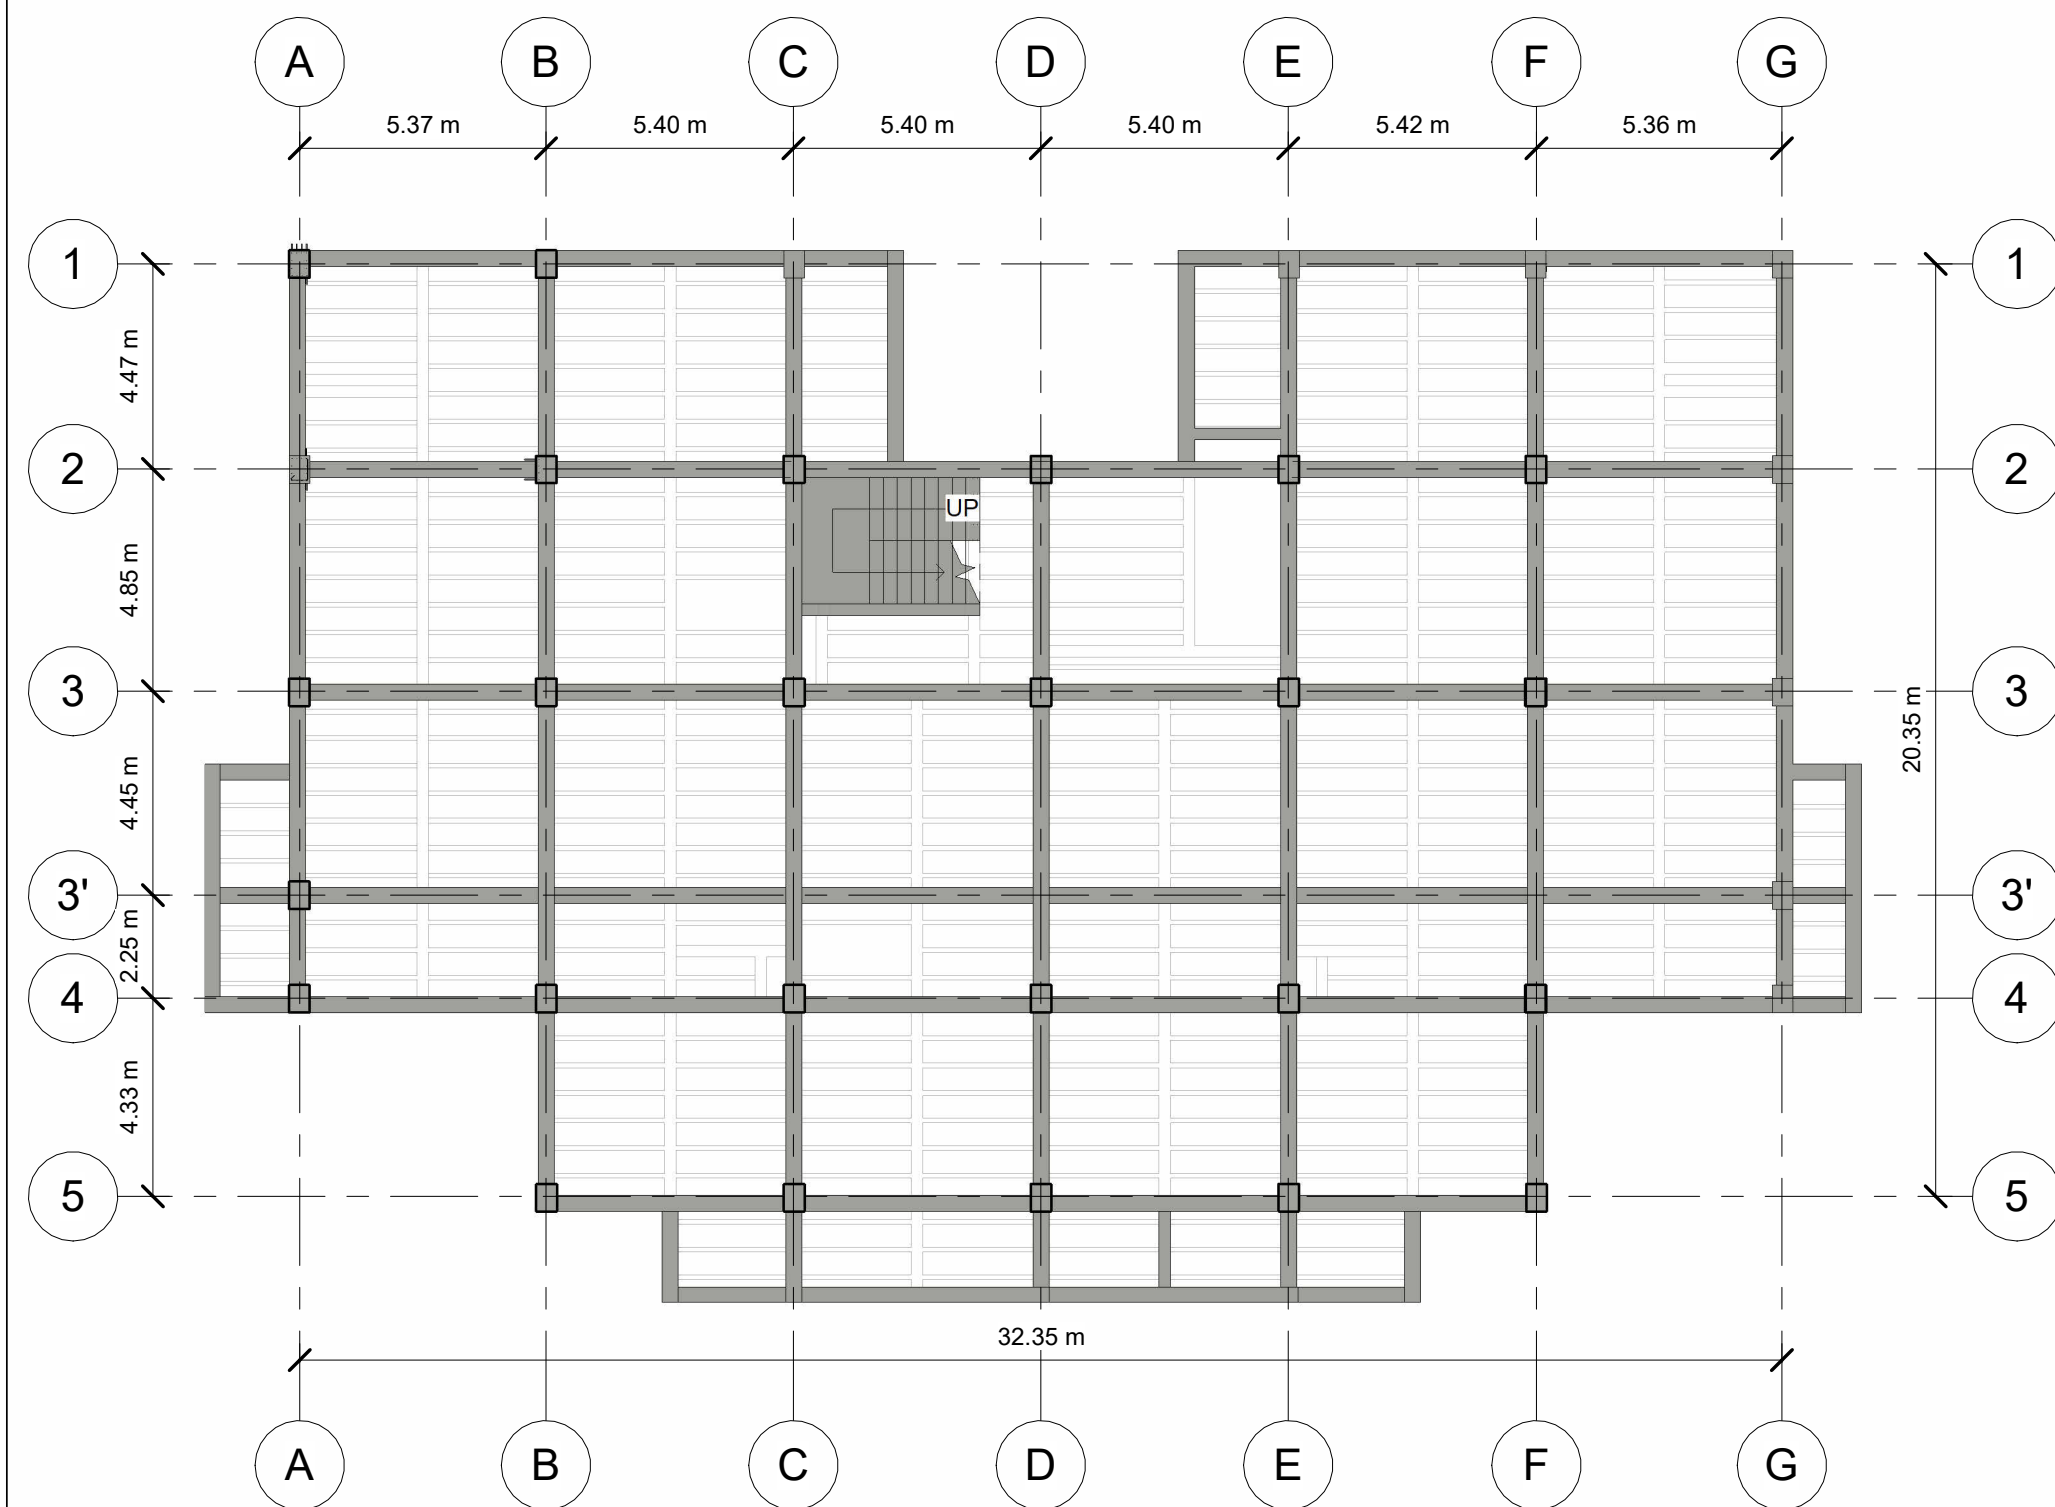 A B C D E F G
5.37 m 5.40 m 5.40 m 5.40 m 5.42 m 5.36 m
1 1
4.47 m
2 2
UP
4.85 m
3 3
20.35 m
4.45 m
3' 3'
2.25 m
4 4
4.33 m
5 5
32.35 m
A B C D E F G